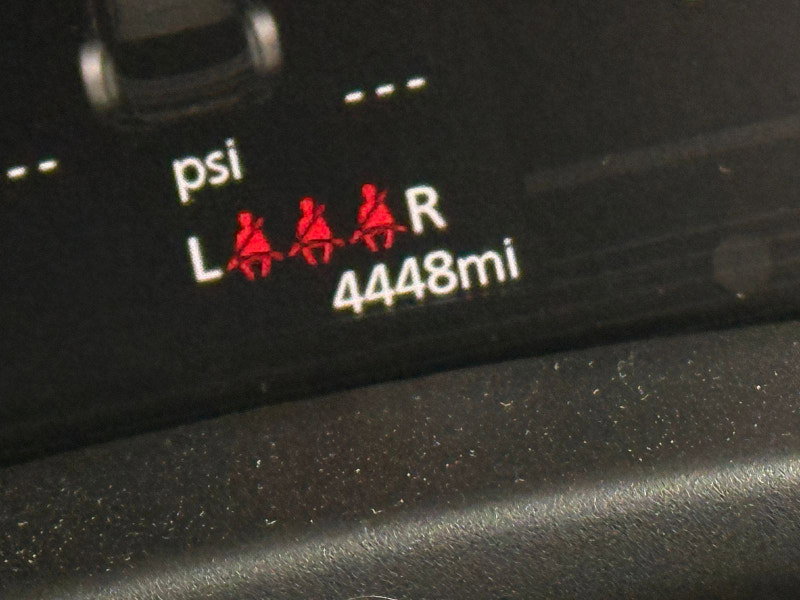 ---
--
psi
L R
4448mi